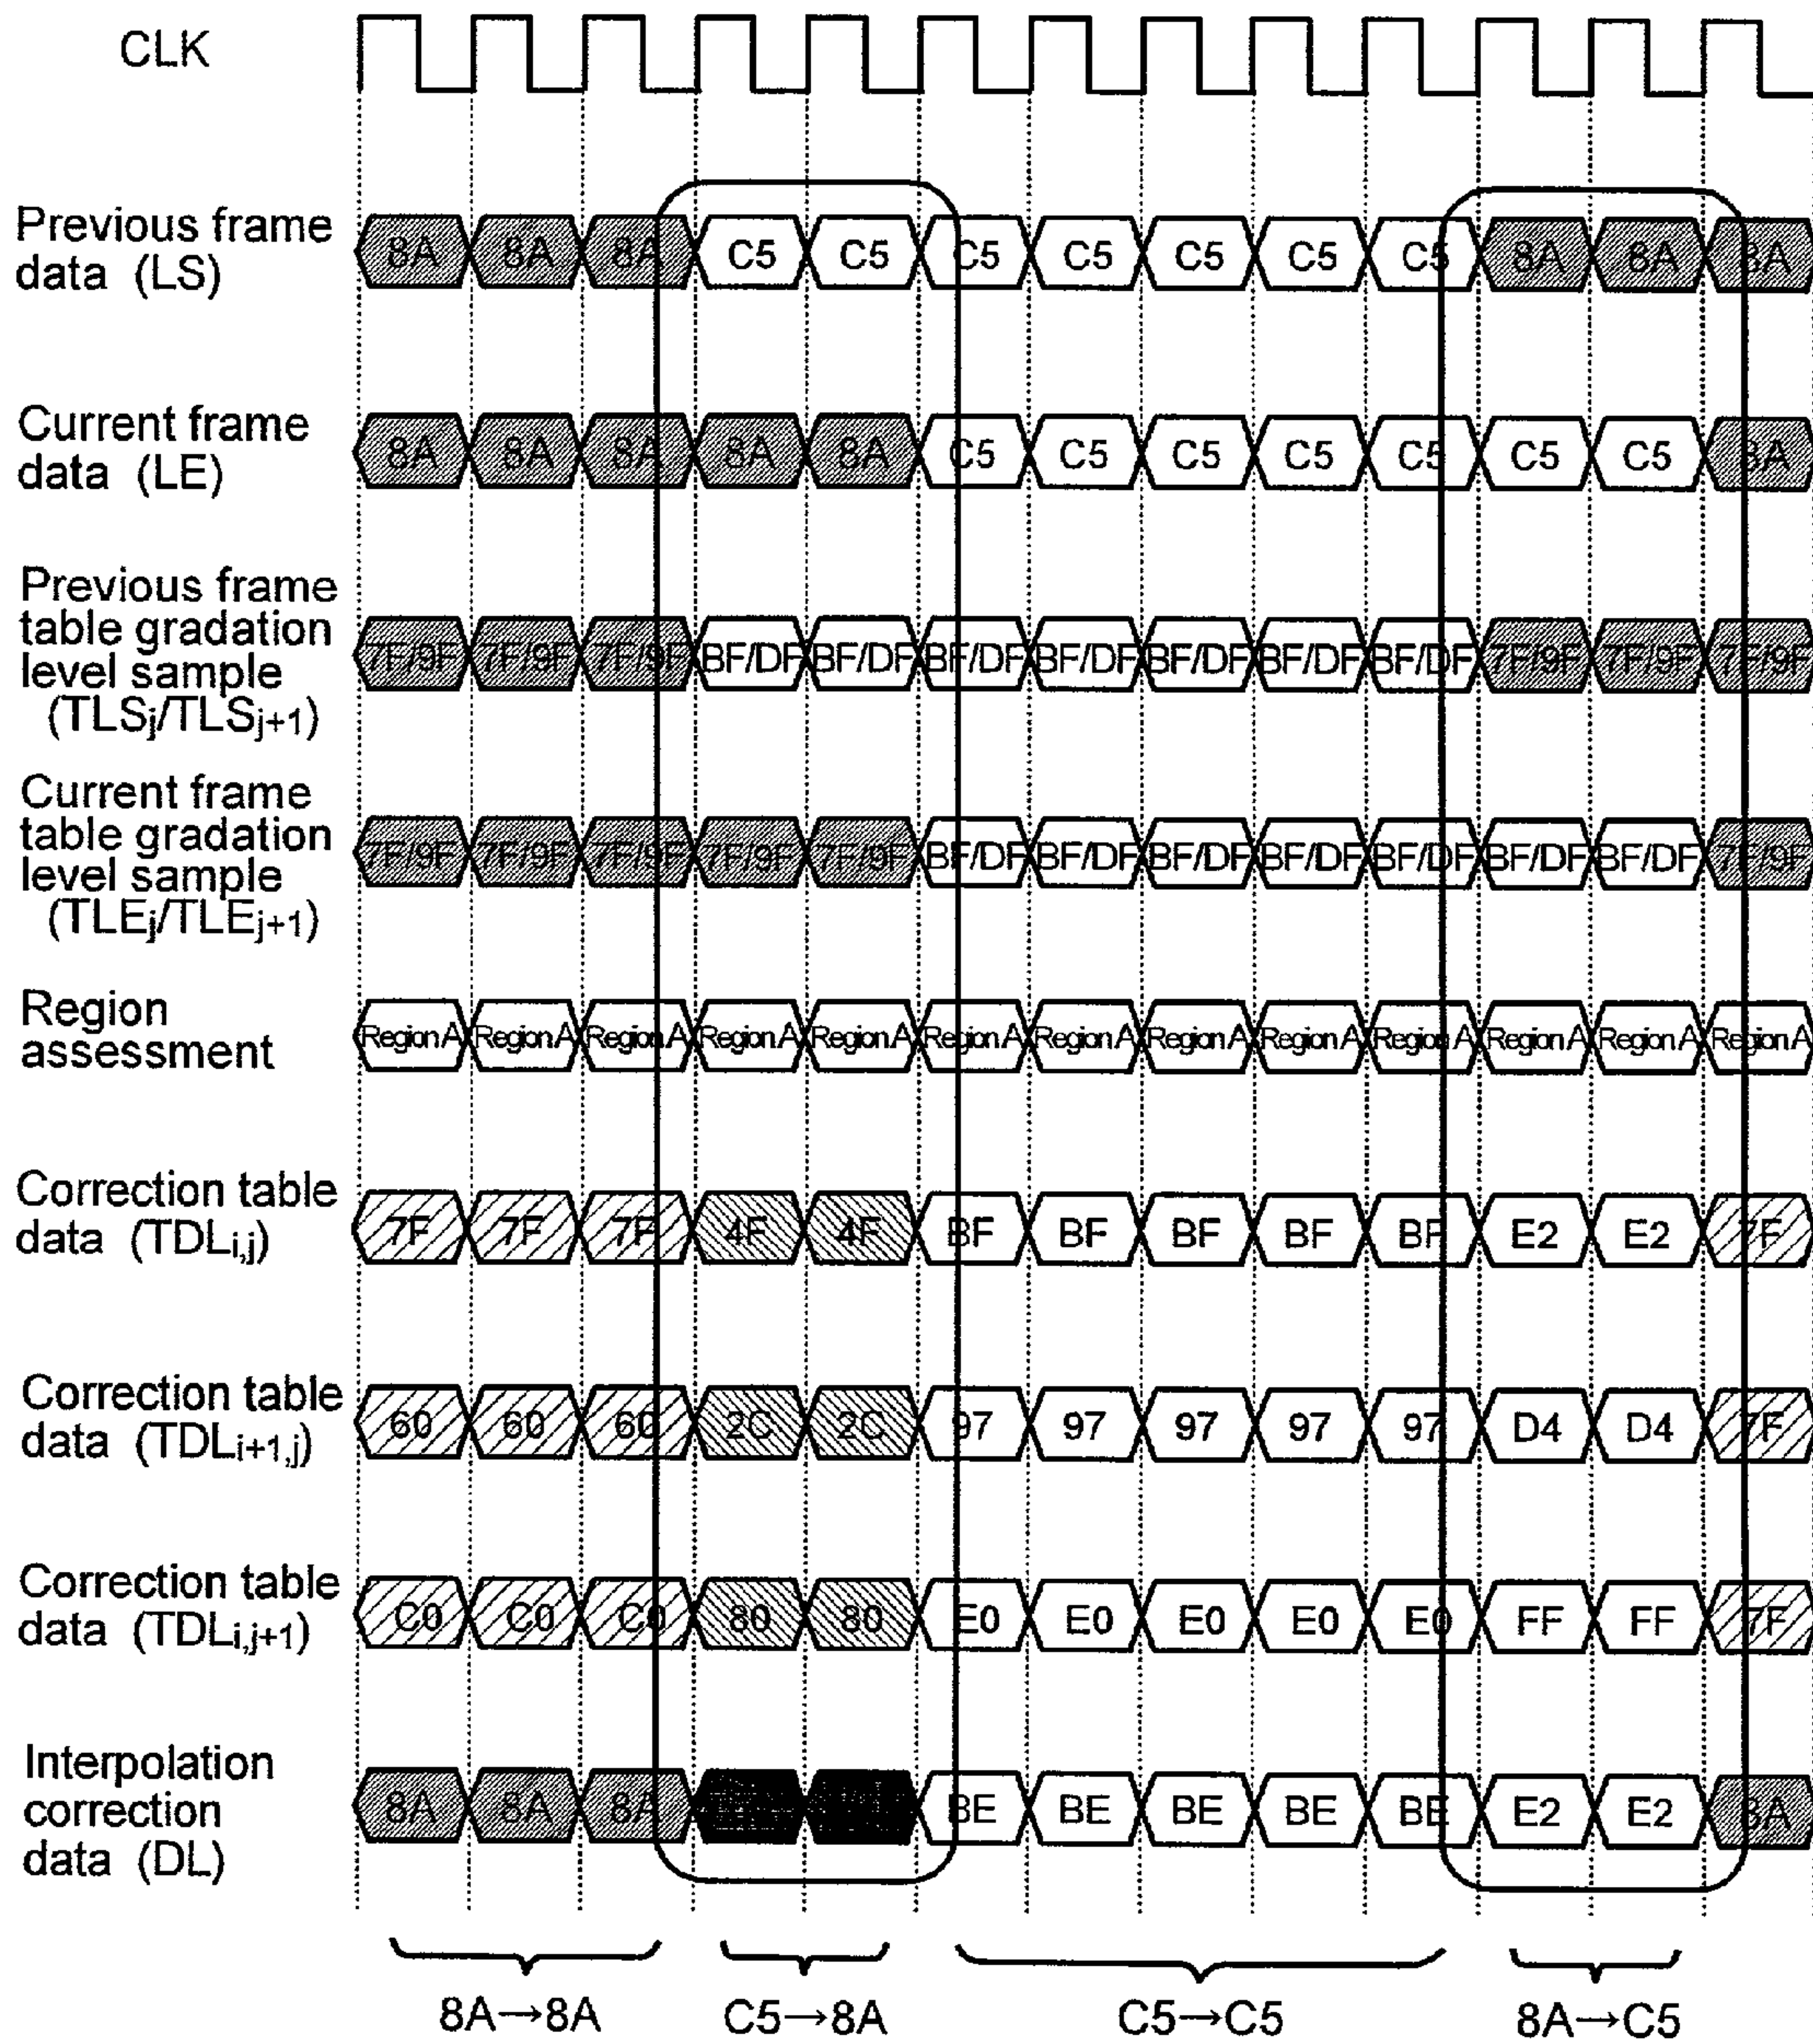 CLK
Previous frame
data (LS)
8A 8A 8A C5 C5 C5 C5 C5 C5 C5 8A 8A 8A
Current frame
data (LE)
8A 8A 8A 8A 8A C5 C5 C5 C5 C5 C5 C5 8A
Previous frame
table gradation
level sample
(TLSj/TLSj+1)
7F/9F 7F/9F 7F/9F BF/DF BF/DF BF/DF BF/DF BF/DF BF/DF BF/DF 7F/9F 7F/9F 7F/9F
Current frame
table gradation
level sample
(TLEj/TLEj+1)
7F/9F 7F/9F 7F/9F 7F/9F 7F/9F BF/DF BF/DF BF/DF BF/DF BF/DF BF/DF BF/DF 7F/9F
Region
assessment
Region A Region A Region A Region A Region A Region A Region A Region A Region A Region A Region A Region A Region A
Correction table
data (TDLi,j)
7F 7F 7F 4F 4F BF BF BF BF BF E2 E2 7F
Correction table
data (TDLi+1,j)
60 60 60 2C 2C 97 97 97 97 97 D4 D4 7F
Correction table
data (TDLi,j+1)
C0 C0 C0 80 80 E0 E0 E0 E0 E0 FF FF 7F
Interpolation
correction
data (DL)
8A 8A 8A BE BE BE BE BE E2 E2 8A
8A→8A C5→8A C5→C5 8A→C5